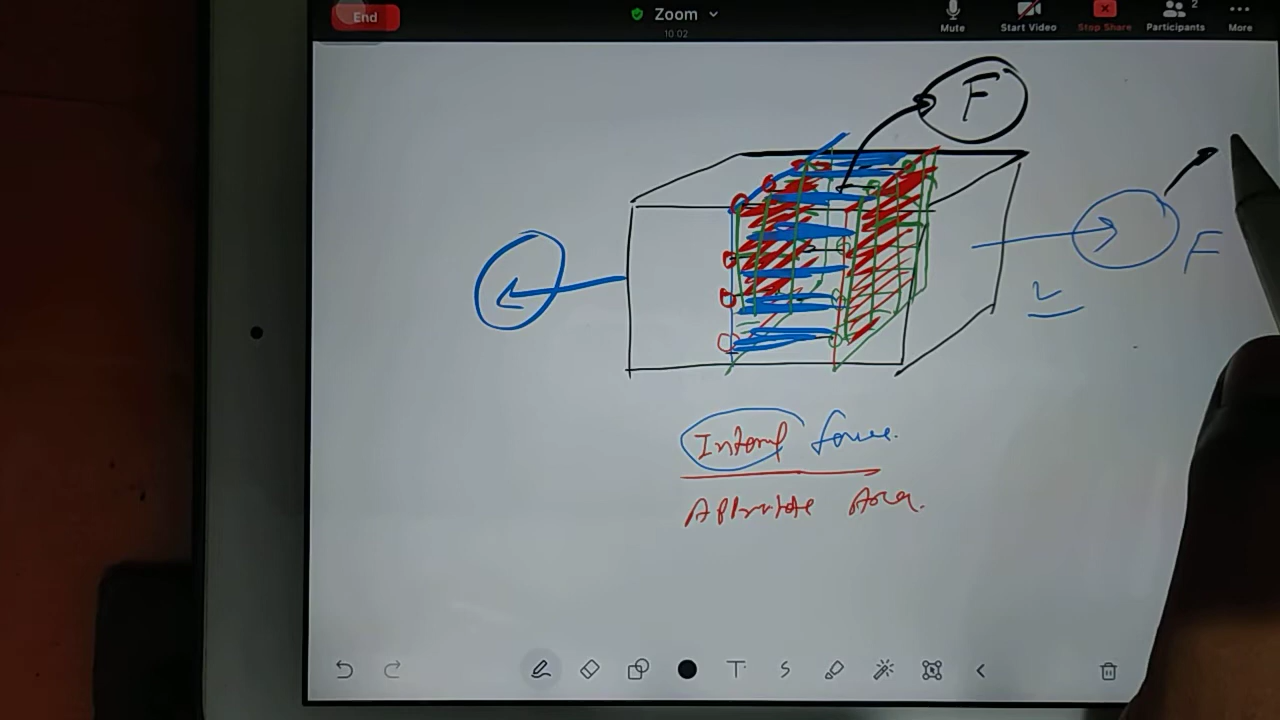 End
Zoom
10 02
Mute
Start Video
Stop Share
2
Participants
More
F
F
Internal force.
Area.
T